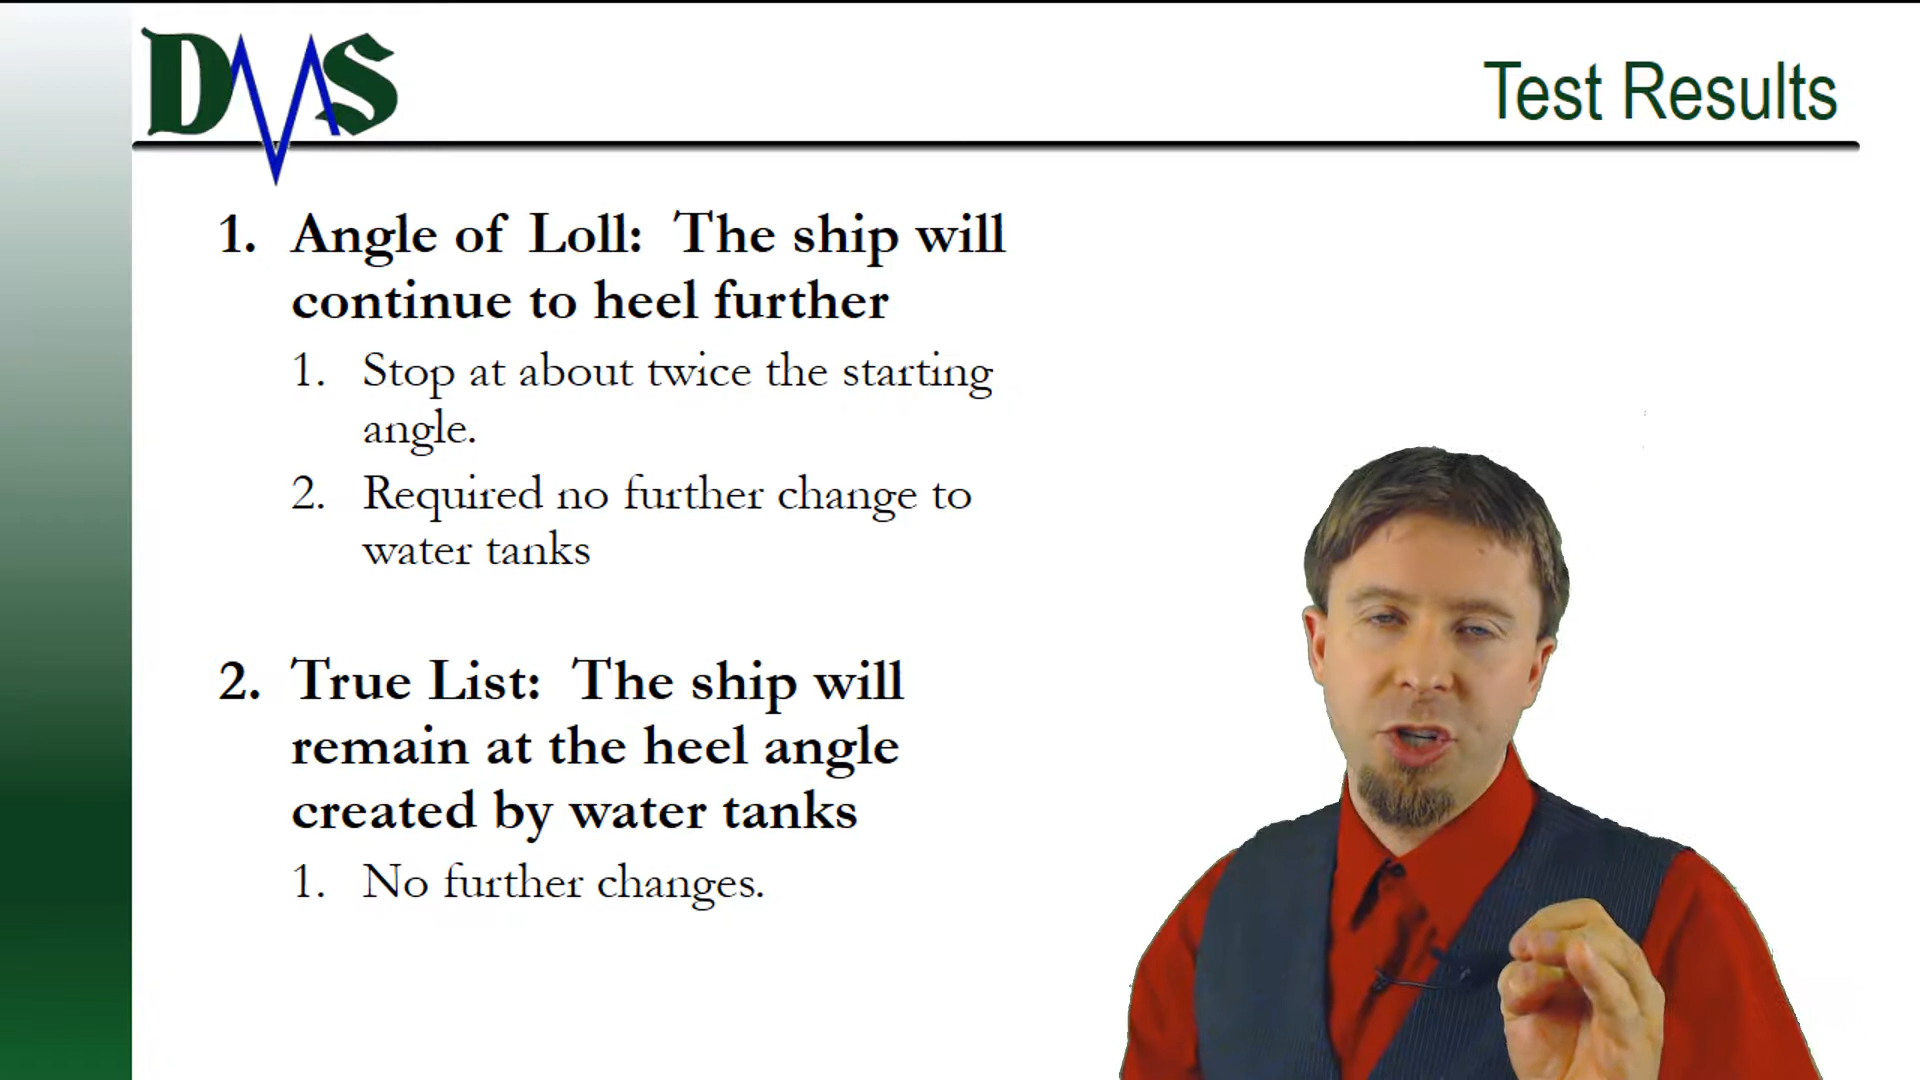 DMS
Test Results
1. Angle of Loll: The ship will
continue to heel further
1. Stop at about twice the starting
angle.
2. Required no further change to
water tanks
2. True List: The ship will
remain at the heel angle
created by water tanks
1. No further changes.